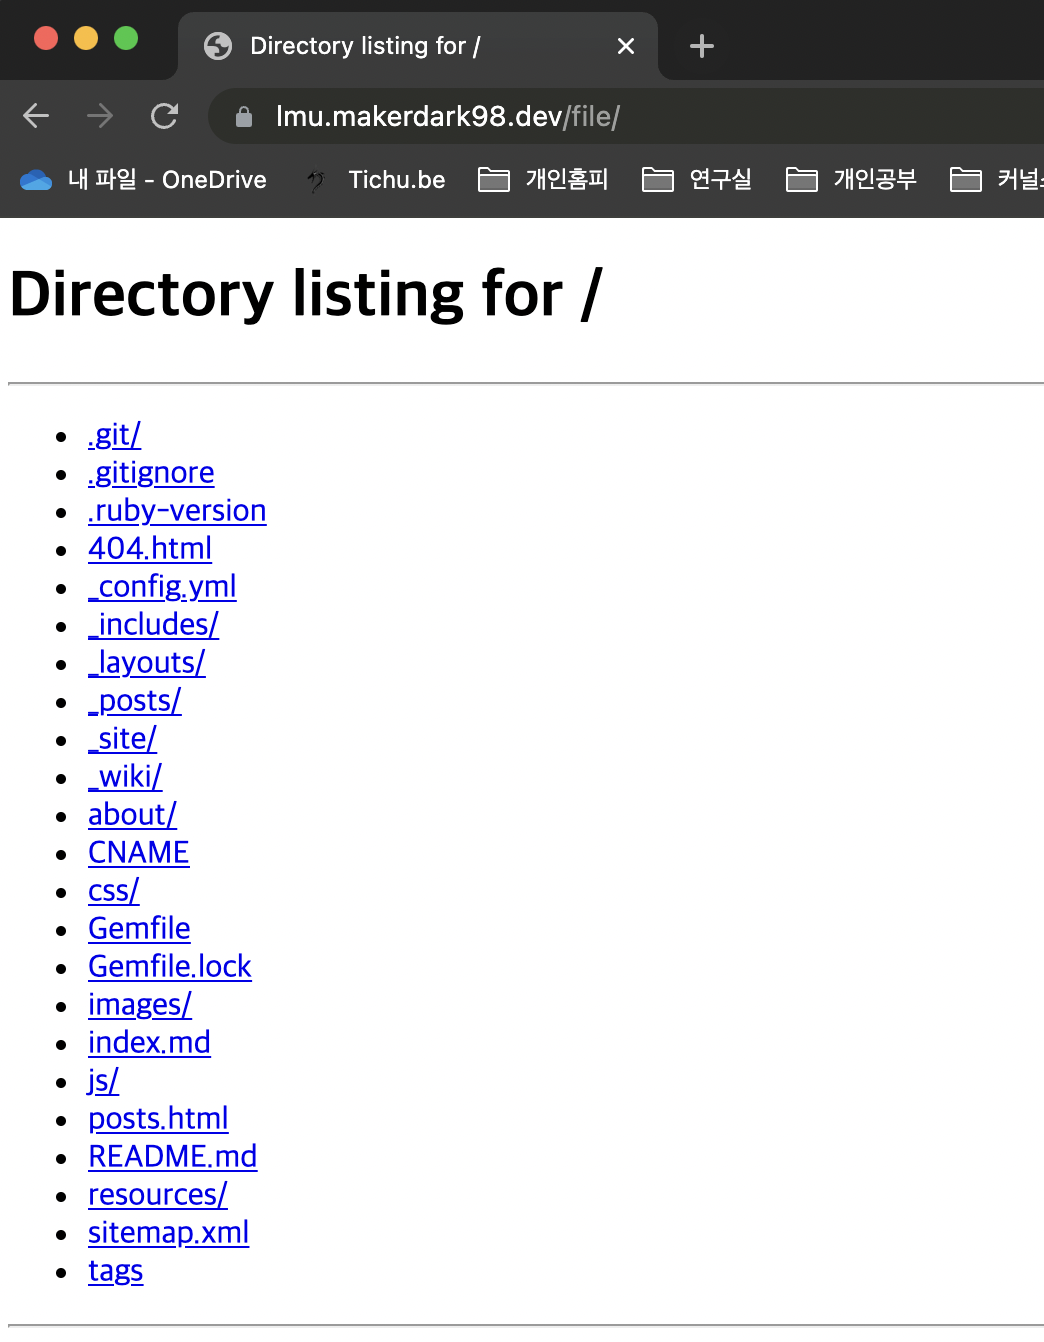 Directory listing for /
lmu.makerdark98.dev/file/
내 파일 - OneDrive Tichu.be 개인홈피 연구실 개인공부
Directory listing for /
.git/
.gitignore
.ruby-version
404.html
_config.yml
_includes/
_layouts/
_posts/
_site/
_wiki/
about/
CNAME
css/
Gemfile
Gemfile.lock
images/
index.md
js/
posts.html
README.md
resources/
sitemap.xml
tags